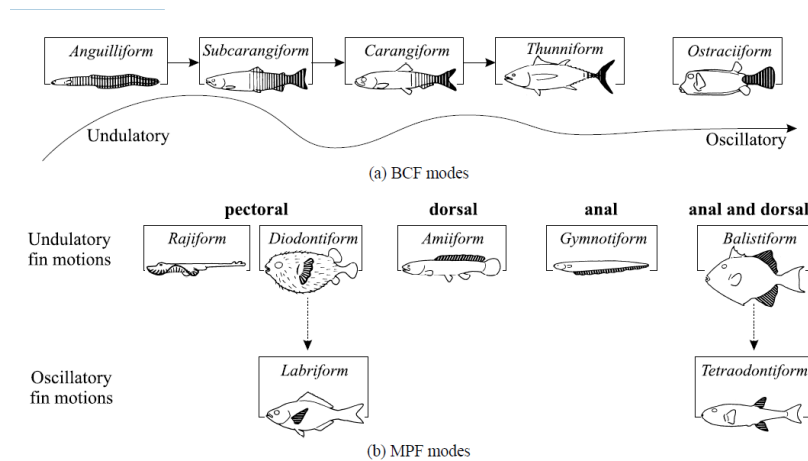 Anguilliform Subcarangiform Carangiform Thunniform Ostraciiform
Undulatory Oscillatory
(a) BCF modes
pectoral dorsal anal anal and dorsal
Undulatory
fin motions
Rajiform Diodontiform Amiiform Gymnotiform Balistiform
Oscillatory
fin motions
Labriform Tetraodontiform
(b) MPF modes